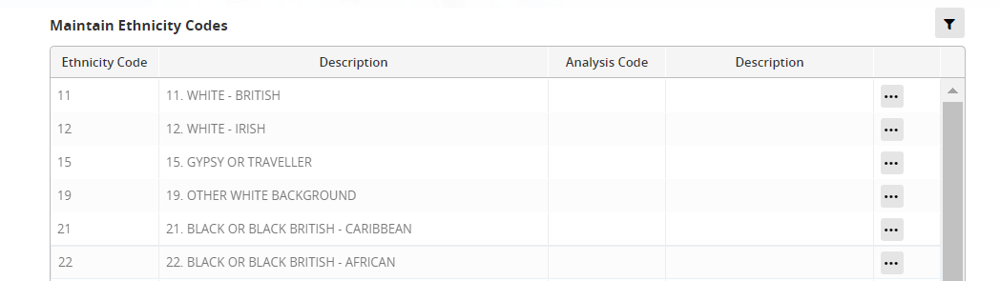 Maintain Ethnicity Codes
Ethnicity Code Description Analysis Code Description
11 11. WHITE - BRITISH
12 12. WHITE - IRISH
15 15. GYPSY OR TRAVELLER
19 19. OTHER WHITE BACKGROUND
21 21. BLACK OR BLACK BRITISH - CARIBBEAN
22 22. BLACK OR BLACK BRITISH - AFRICAN